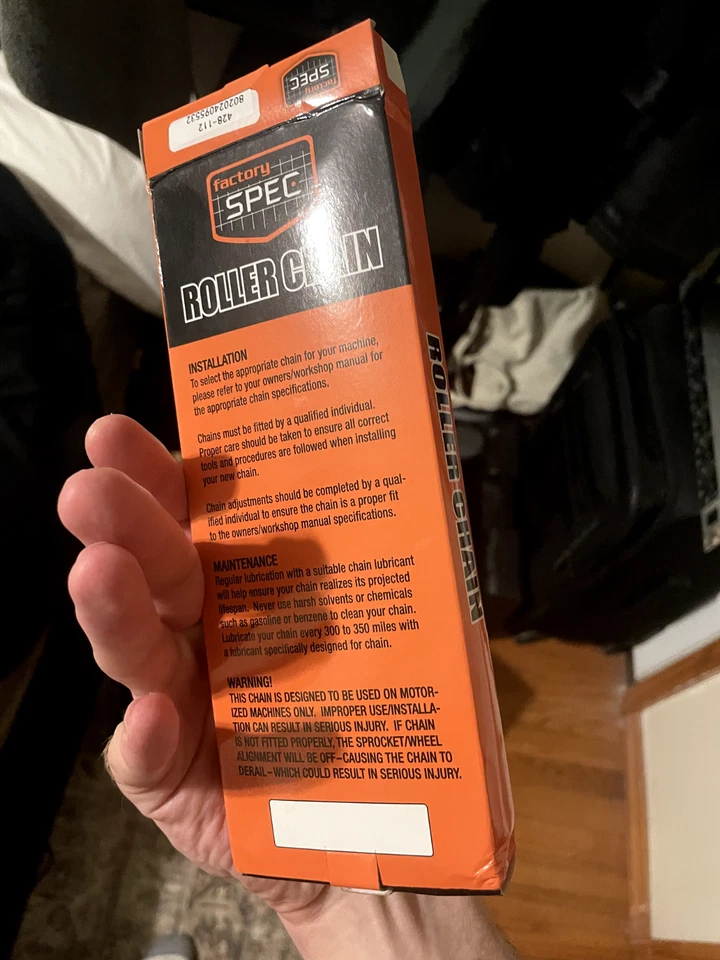 factory
SPEC
428-112
802024095532
factory
SPEC
ROLLER CHAIN
INSTALLATION
To select the appropriate chain for your machine,
please refer to your owners/workshop manual for
the appropriate chain specifications.
Chains must be fitted by a qualified individual.
Proper care should be taken to ensure all correct
tools and procedures are followed when installing
your new chain.
Chain adjustments should be completed by a qual-
ified individual to ensure the chain is a proper fit
to the owners/workshop manual specifications.
MAINTENANCE
Regular lubrication with a suitable chain lubricant
will help ensure your chain realizes its projected
lifespan. Never use harsh solvents or chemicals
such as gasoline or benzene to clean your chain.
Lubricate your chain every 300 to 350 miles with
a lubricant specifically designed for chain.
WARNING!
THIS CHAIN IS DESIGNED TO BE USED ON MOTOR-
IZED MACHINES ONLY. IMPROPER USE/INSTALLA-
TION CAN RESULT IN SERIOUS INJURY. IF CHAIN
IS NOT FITTED PROPERLY, THE SPROCKET/WHEEL
ALIGNMENT WILL BE OFF–CAUSING THE CHAIN TO
DERAIL–WHICH COULD RESULT IN SERIOUS INJURY.
ROLLER CHAIN